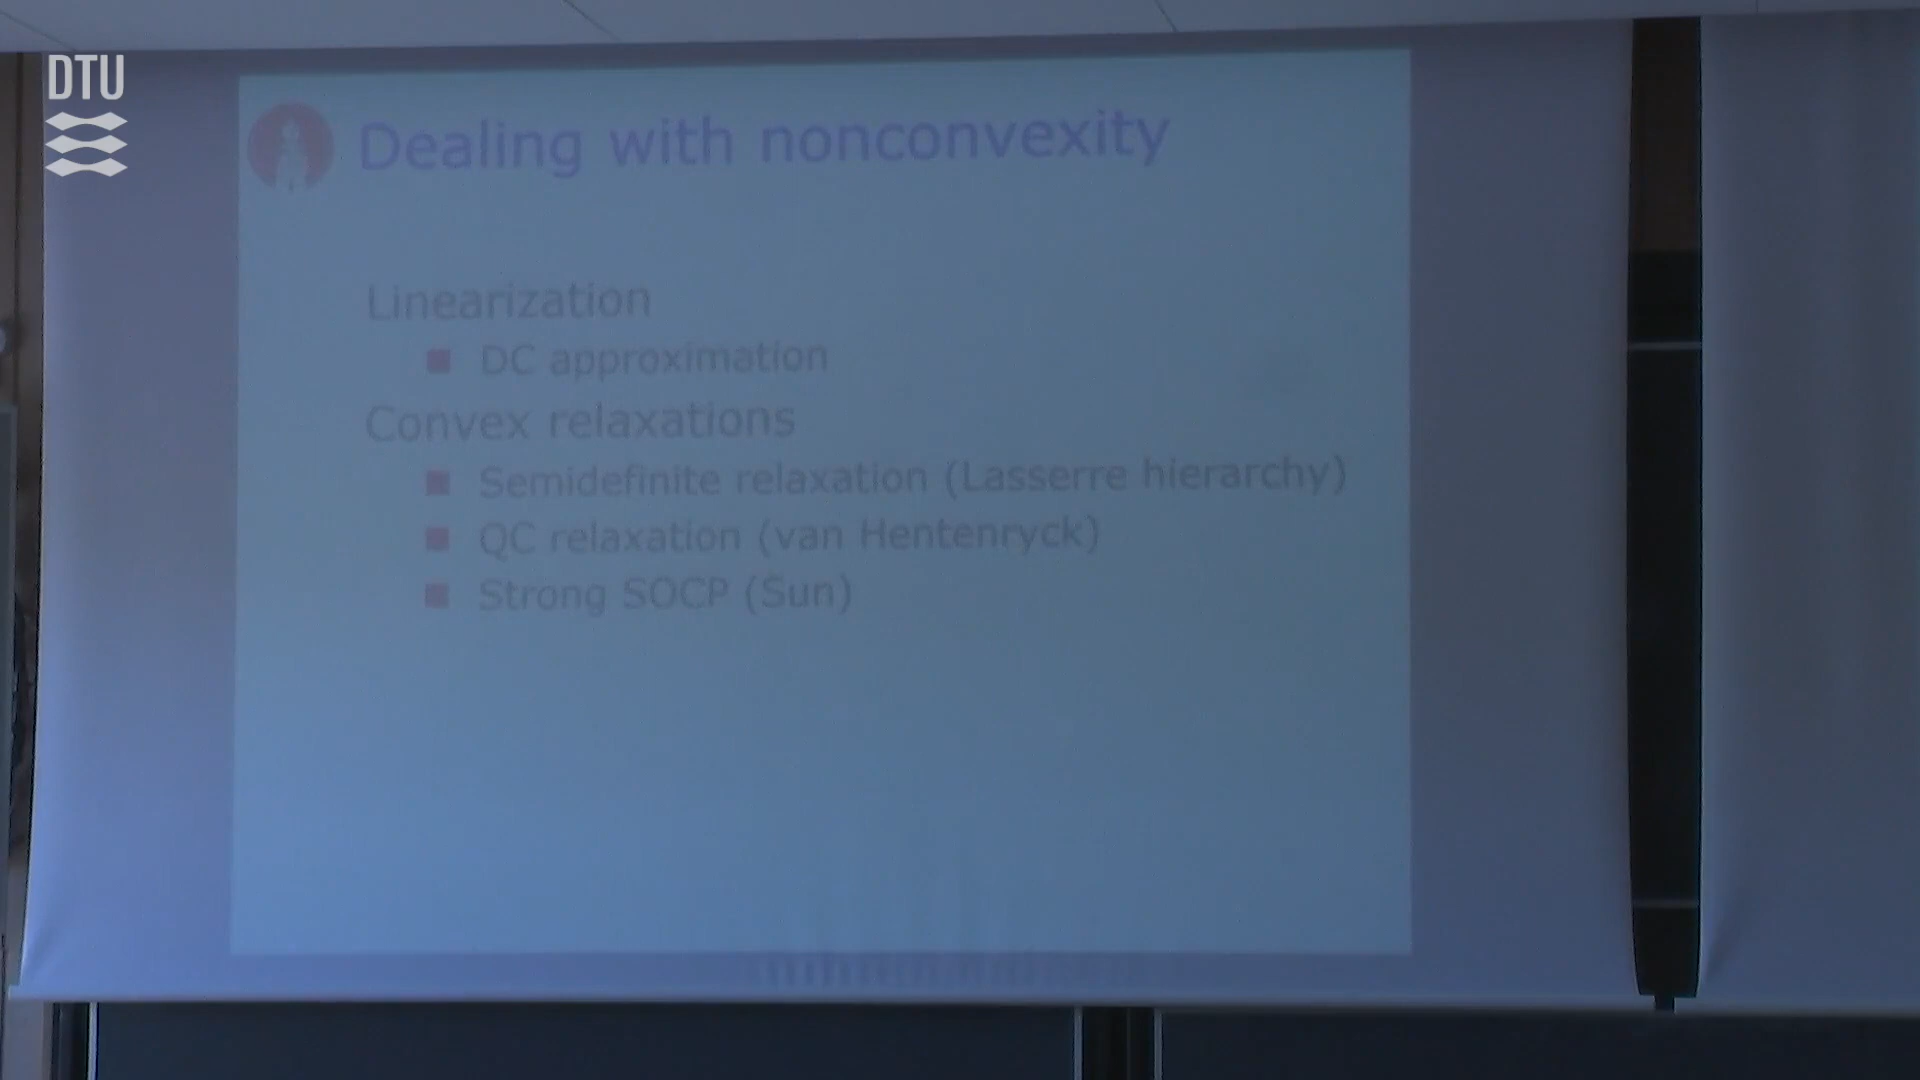 DTU
Dealing with nonconvexity
Linearization
DC approximation
Convex relaxations
Semidefinite relaxation (Lasserre hierarchy)
QC relaxation (van Hentenryck)
Strong SOCP (Sun)